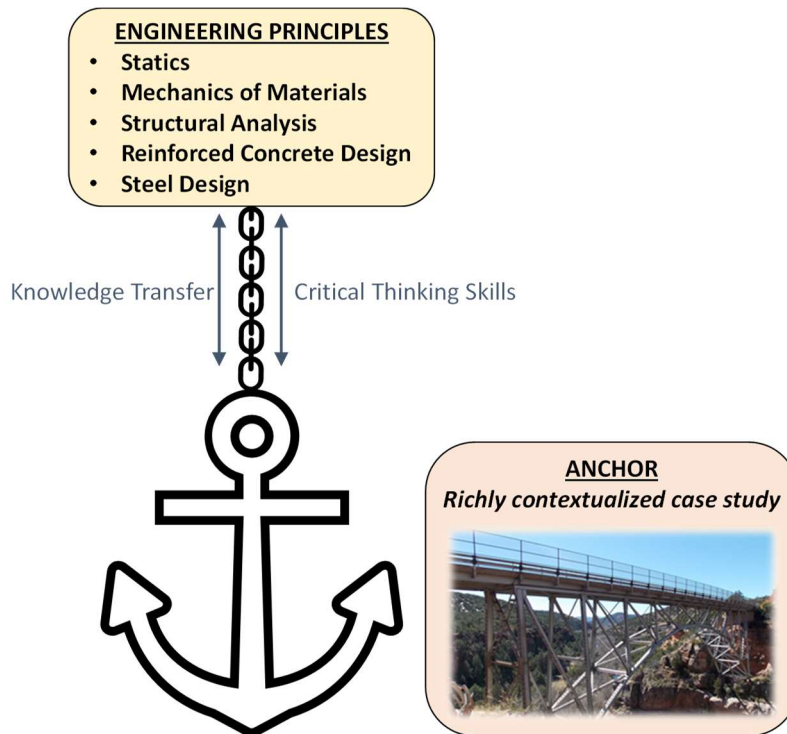 ENGINEERING PRINCIPLES
• Statics
• Mechanics of Materials
• Structural Analysis
• Reinforced Concrete Design
• Steel Design
Knowledge Transfer
Critical Thinking Skills
ANCHOR
Richly contextualized case study